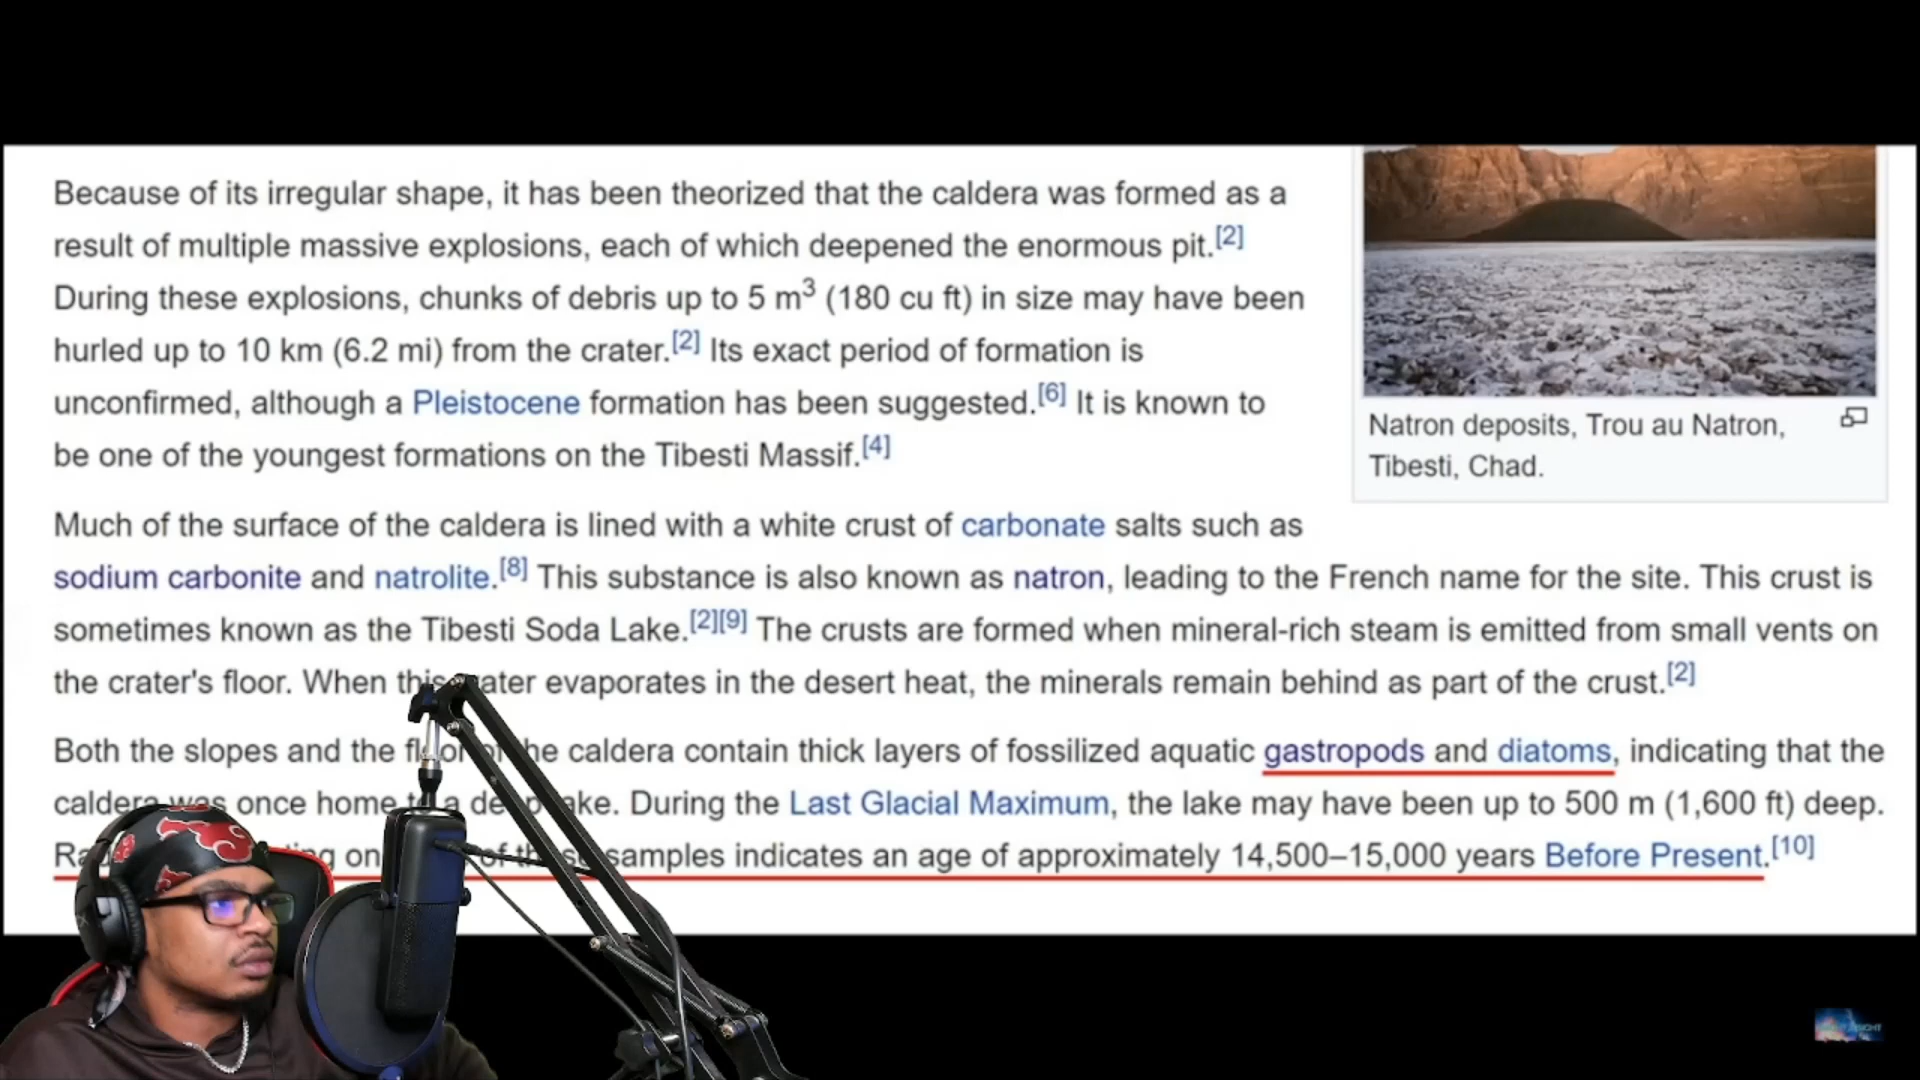 Because of its irregular shape, it has been theorized that the caldera was formed as a
result of multiple massive explosions, each of which deepened the enormous pit.[2]
During these explosions, chunks of debris up to 5 m³ (180 cu ft) in size may have been
hurled up to 10 km (6.2 mi) from the crater.[2] Its exact period of formation is
unconfirmed, although a Pleistocene formation has been suggested.[6] It is known to
be one of the youngest formations on the Tibesti Massif.[4]
Natron deposits, Trou au Natron,
Tibesti, Chad.
Much of the surface of the caldera is lined with a white crust of carbonate salts such as
sodium carbonite and natrolite.[8] This substance is also known as natron, leading to the French name for the site. This crust is
sometimes known as the Tibesti Soda Lake.[2][9] The crusts are formed when mineral-rich steam is emitted from small vents on
the crater's floor. When this water evaporates in the desert heat, the minerals remain behind as part of the crust.[2]
Both the slopes and the floor of the caldera contain thick layers of fossilized aquatic gastropods and diatoms, indicating that the
caldera was once home to a deep lake. During the Last Glacial Maximum, the lake may have been up to 500 m (1,600 ft) deep.
on of these samples indicates an age of approximately 14,500–15,000 years Before Present.[10]